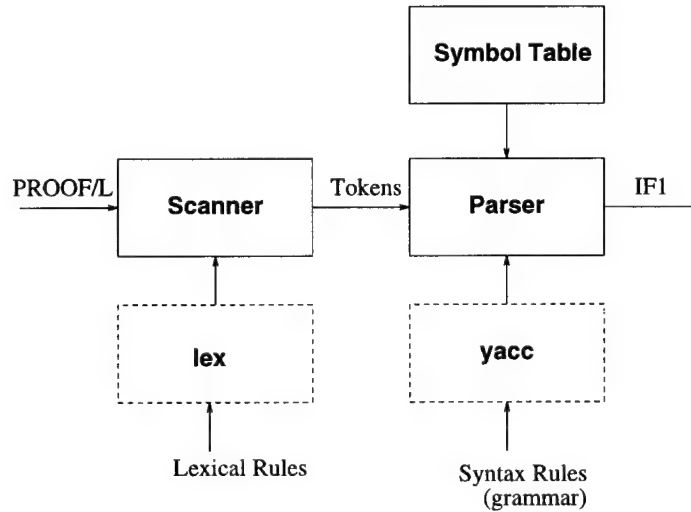 Symbol Table
PROOF/L
Scanner
Tokens
Parser
IF1
lex
yacc
Lexical Rules
Syntax Rules
(grammar)